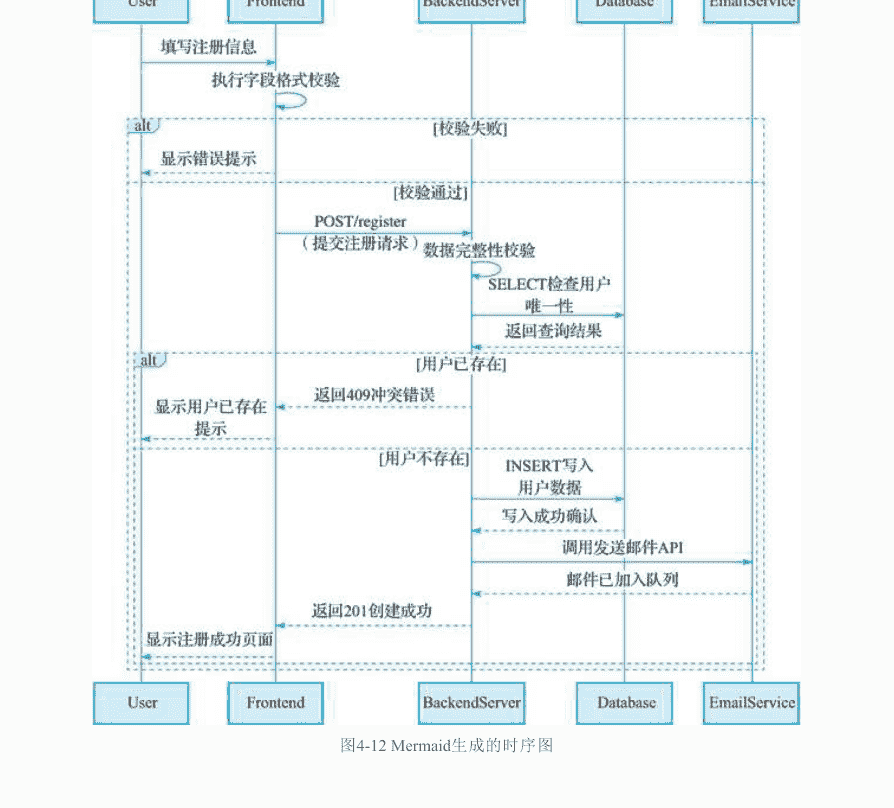 User Frontend BackendServer Database EmailService
填写注册信息
执行字段格式校验
alt
[校验失败]
显示错误提示
[校验通过]
POST/register
（提交注册请求）
数据完整性校验
SELECT检查用户
唯一性
返回查询结果
alt
[用户已存在]
返回409冲突错误
显示用户已存在
提示
[用户不存在]
INSERT写入
用户数据
写入成功确认
调用发送邮件API
邮件已加入队列
返回201创建成功
显示注册成功页面
User Frontend BackendServer Database EmailService
图4-12 Mermaid生成的时序图